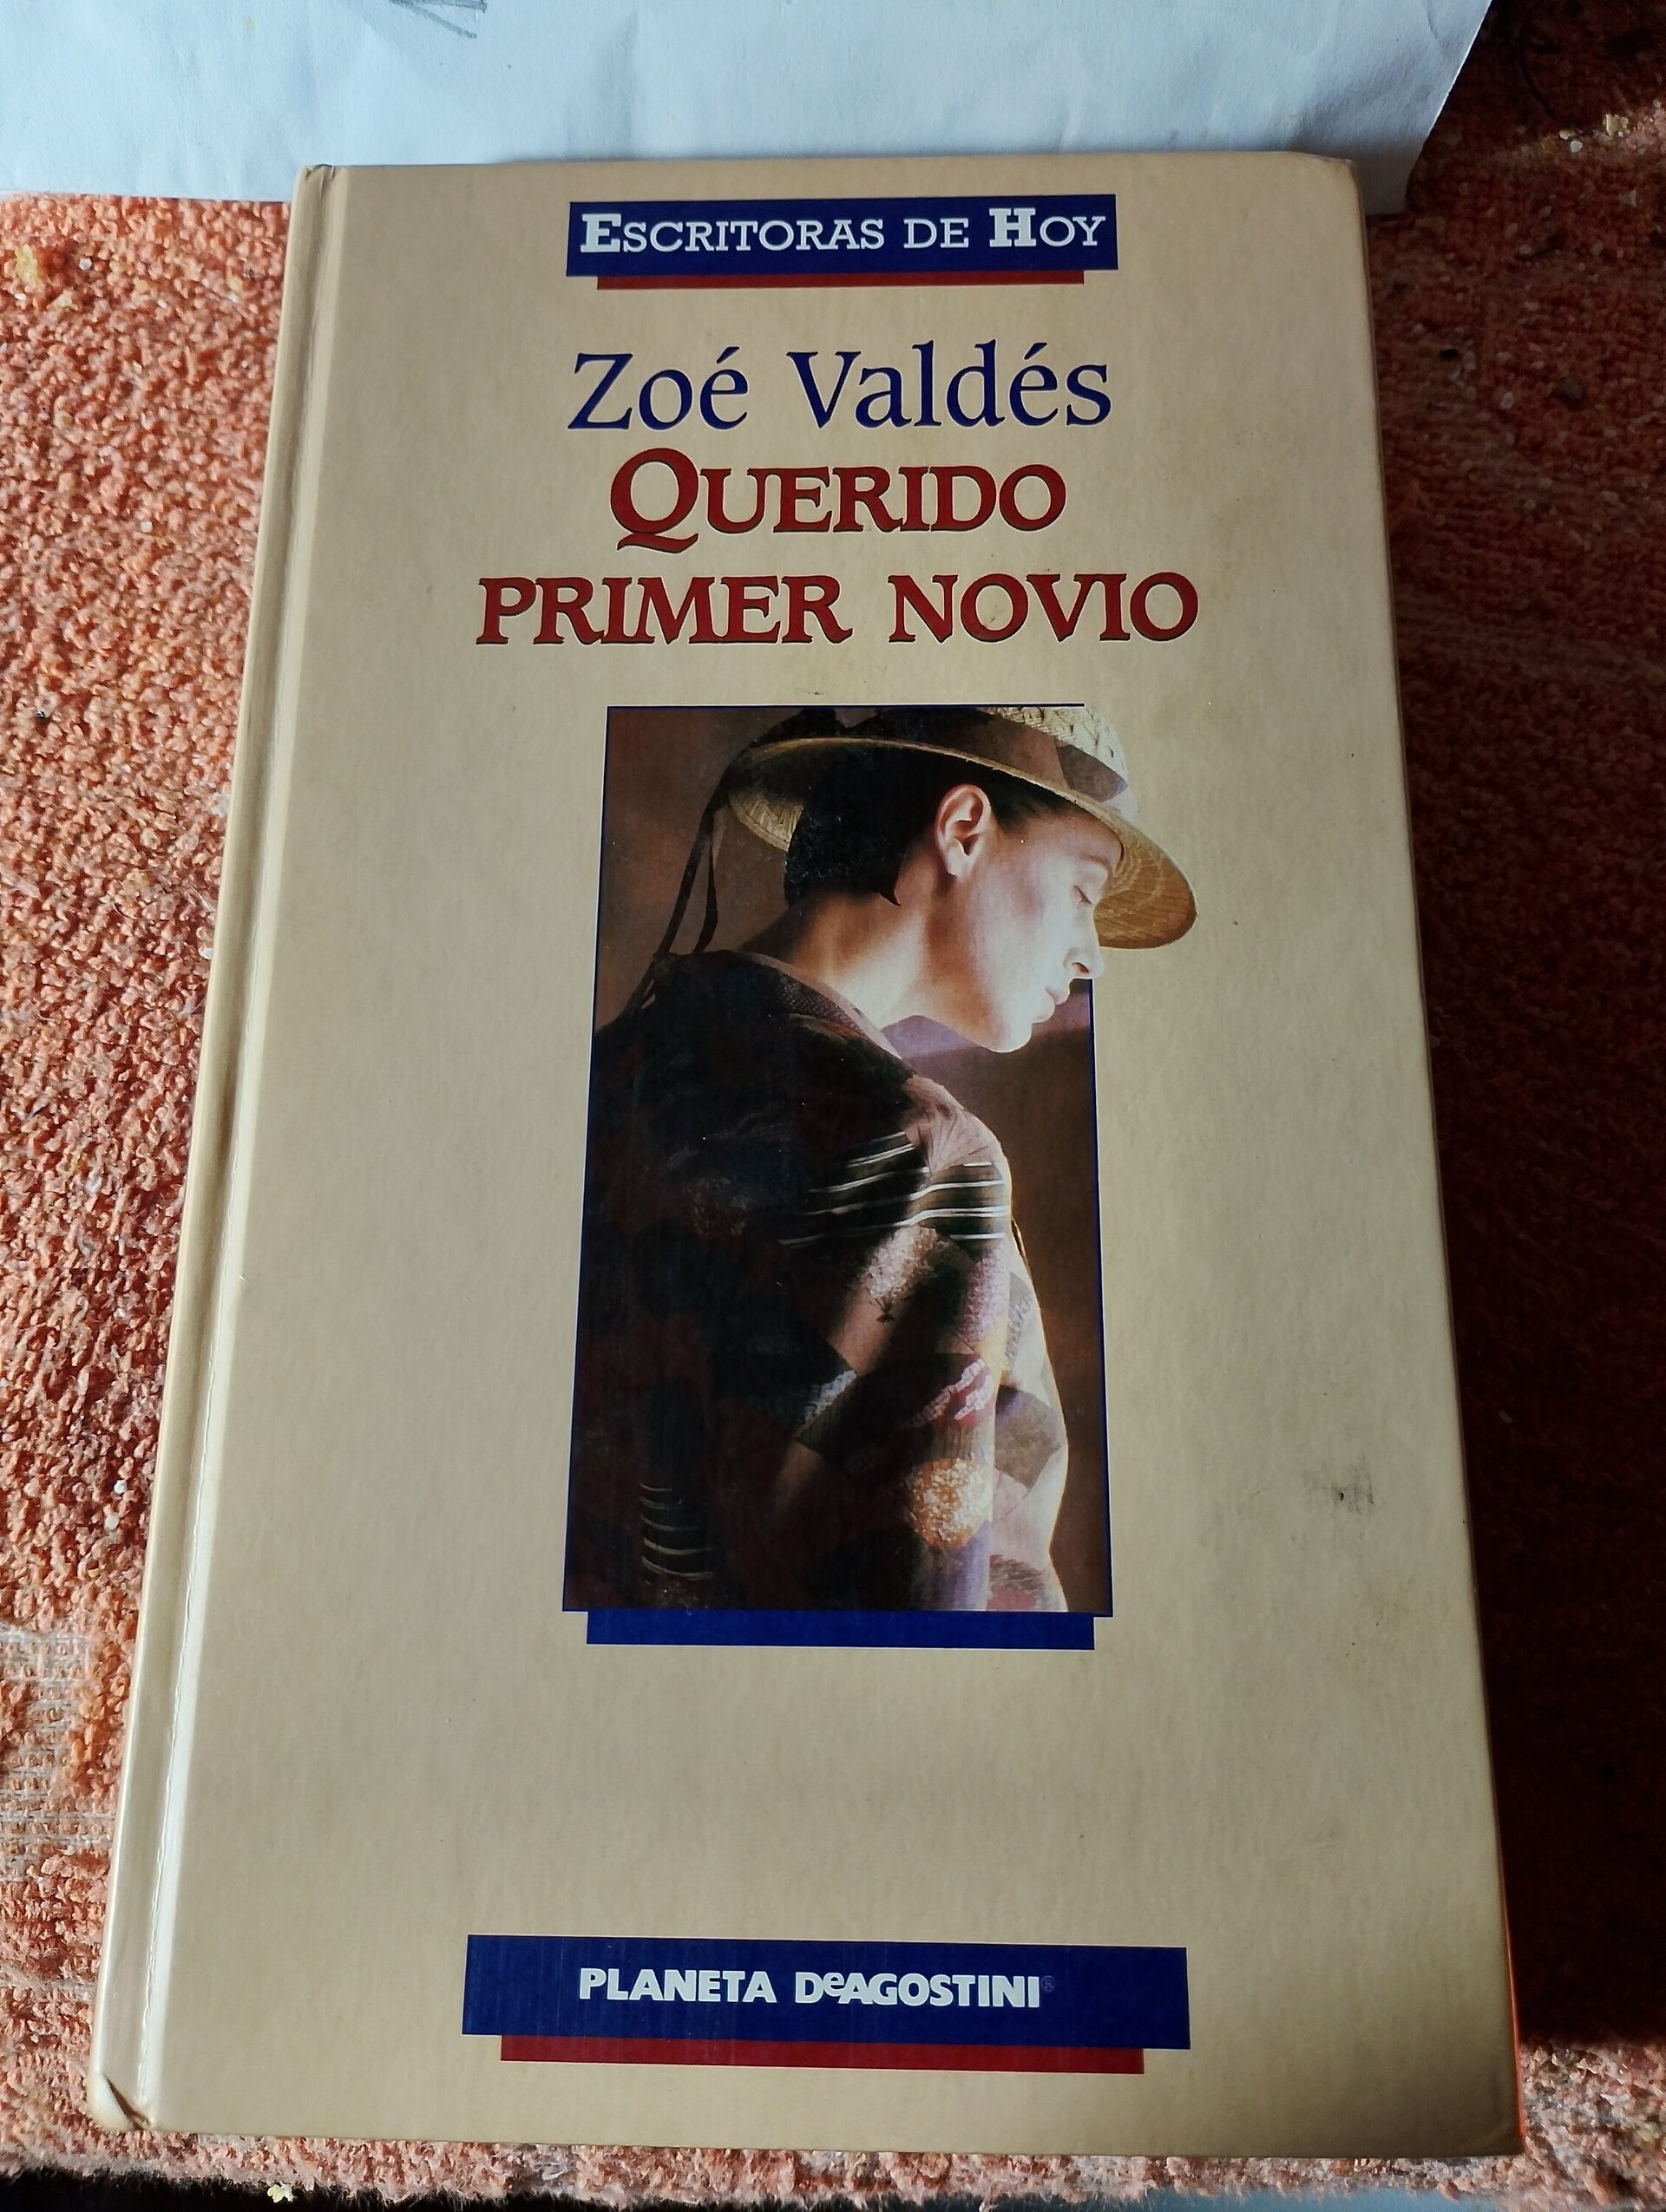 ESCRITORAS DE HOY
Zoé Valdés
QUERIDO
PRIMER NOVIO
PLANETA DeAGOSTINI®